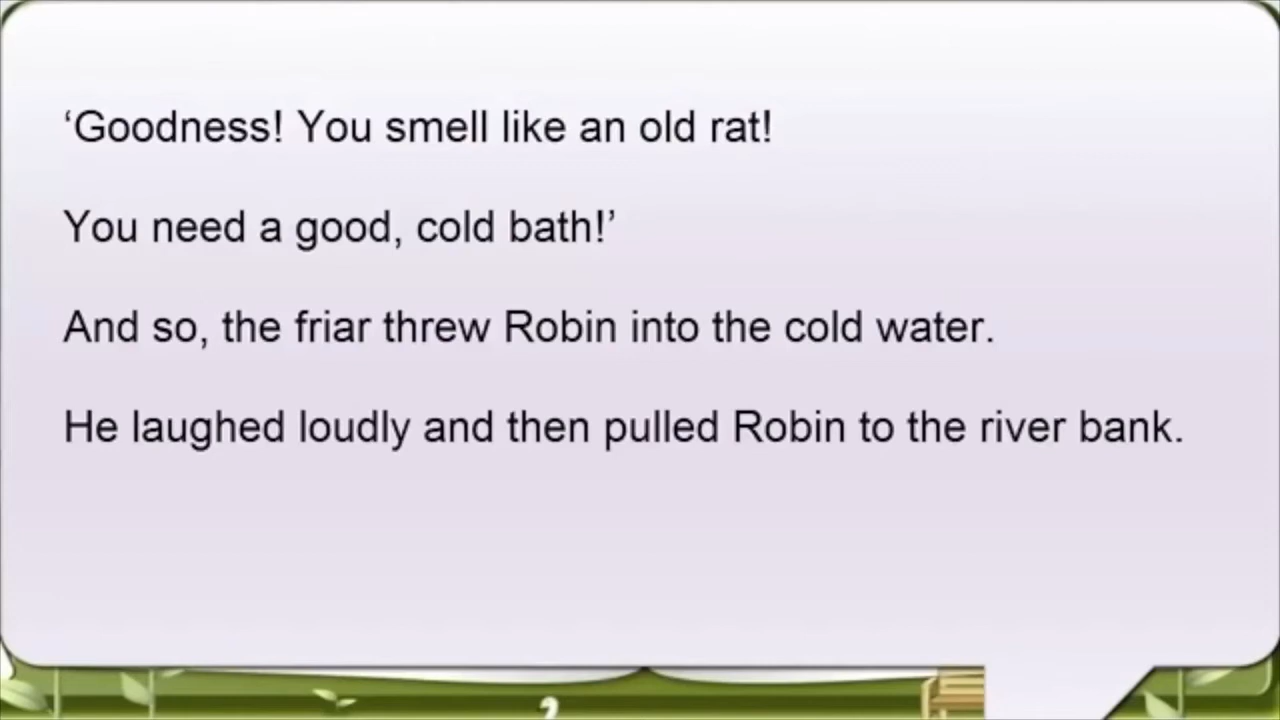 ‘Goodness! You smell like an old rat!
You need a good, cold bath!’
And so, the friar threw Robin into the cold water.
He laughed loudly and then pulled Robin to the river bank.